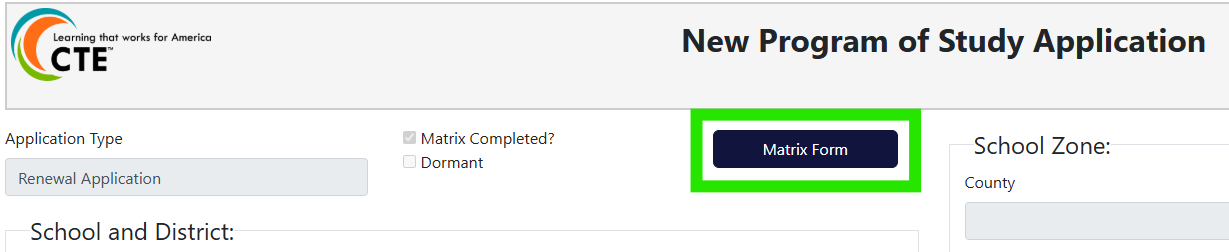 Learning that works for America
CTE™
New Program of Study Application
Application Type
Renewal Application
Matrix Completed?
Dormant
Matrix Form
School Zone:
County
School and District: